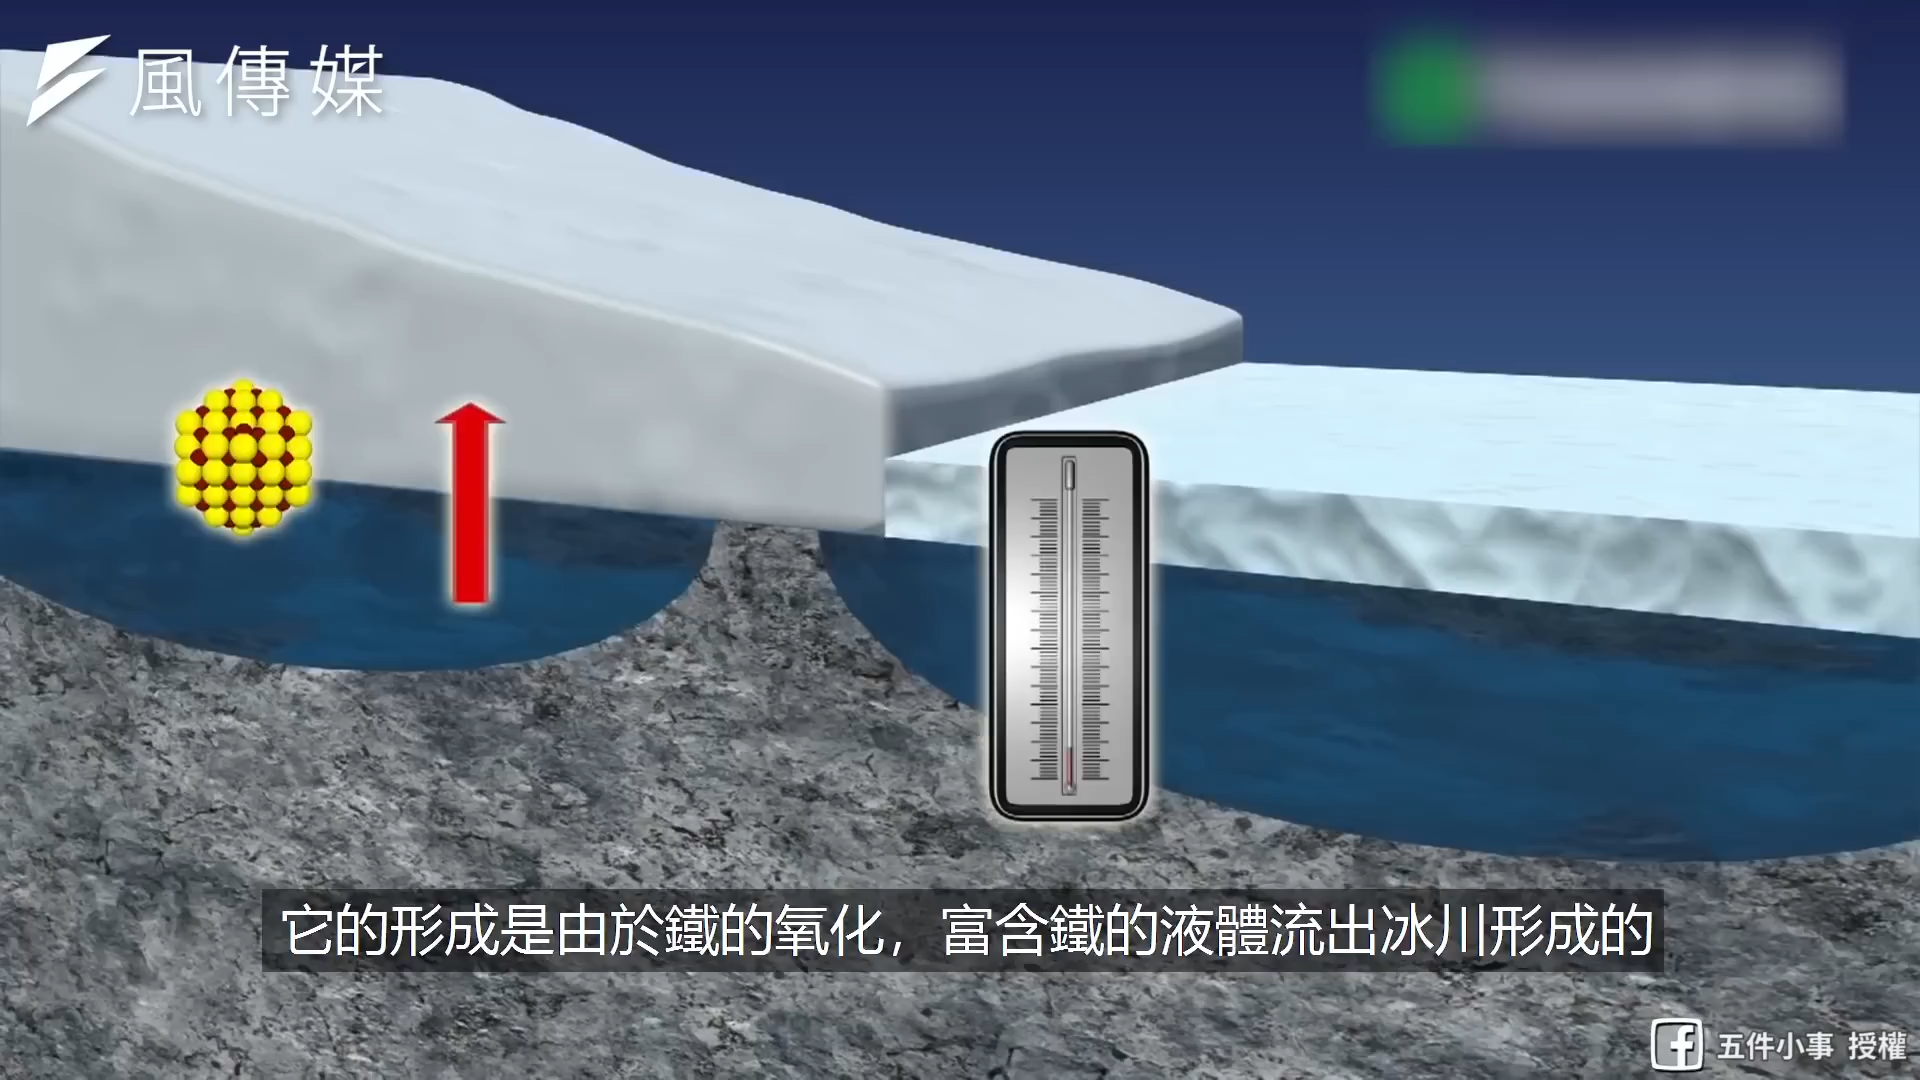 風傳媒
它的形成是由於鐵的氧化，富含鐵的液體流出冰川形成的
五件小事 授權